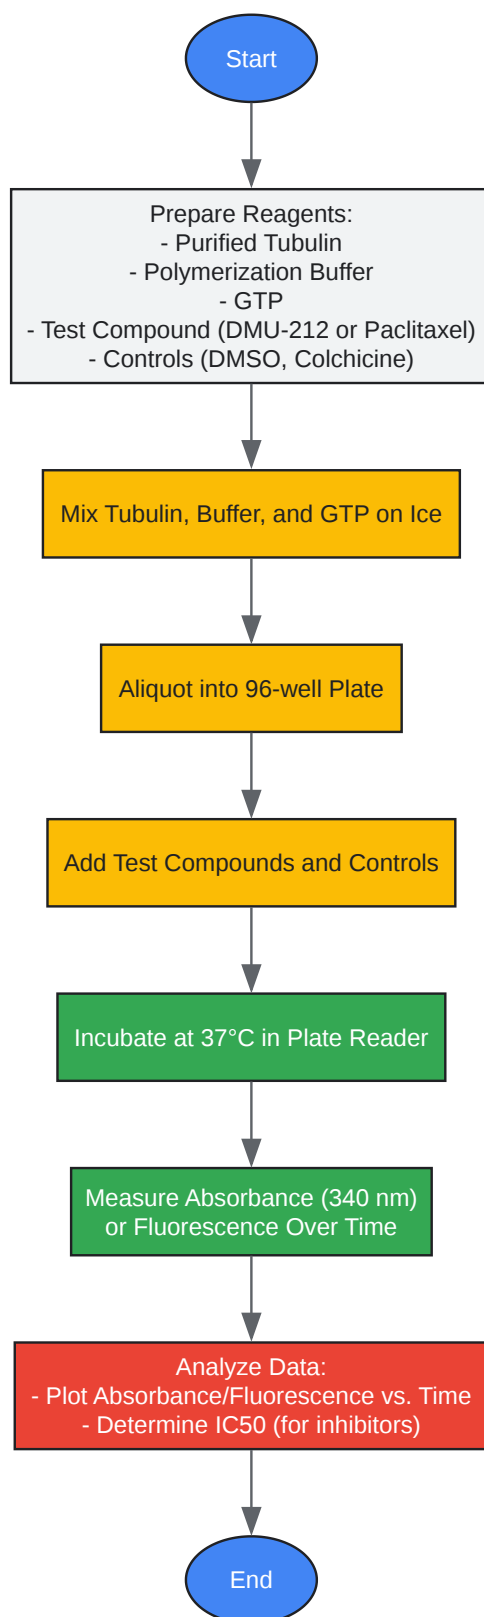 Start
Prepare Reagents:
- Purified Tubulin
- Polymerization Buffer
- GTP
- Test Compound (DMU-212 or Paclitaxel)
- Controls (DMSO, Colchicine)
Mix Tubulin, Buffer, and GTP on Ice
Aliquot into 96-well Plate
Add Test Compounds and Controls
Incubate at 37°C in Plate Reader
Measure Absorbance (340 nm)
or Fluorescence Over Time
Analyze Data:
- Plot Absorbance/Fluorescence vs. Time
- Determine IC50 (for inhibitors)
End